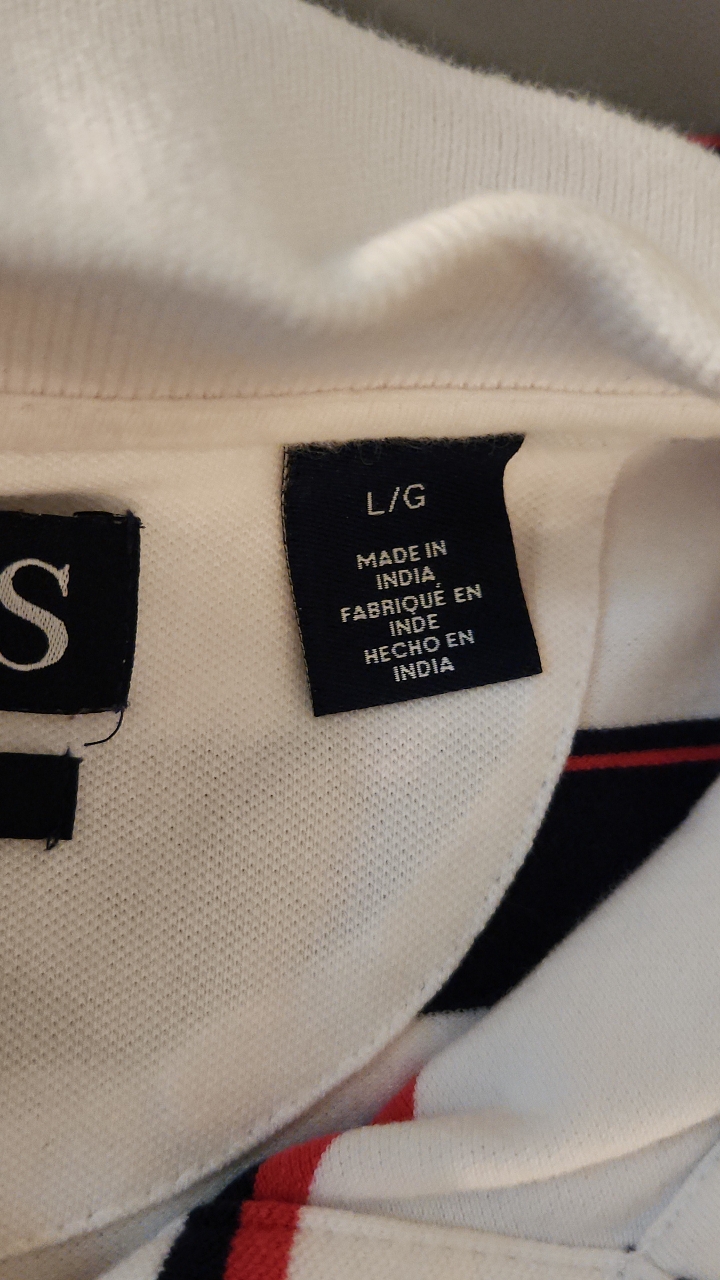 S
L/G
MADE IN
INDIA
FABRIQUÉ EN
INDE
HECHO EN
INDIA